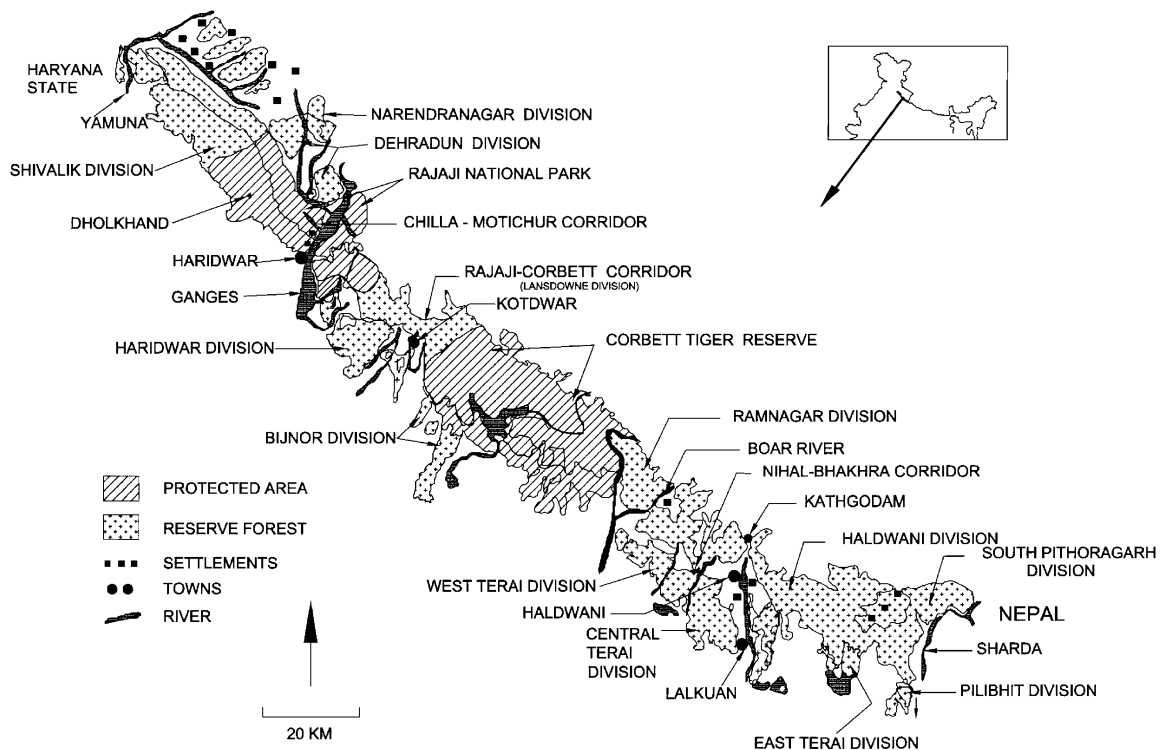 HARYANA
STATE
YAMUNA
NARENDRANAGAR DIVISION
DEHRADUN DIVISION
SHIVALIK DIVISION
RAJAJI NATIONAL PARK
DHOLKHAND
CHILLA - MOTICHUR CORRIDOR
HARIDWAR
RAJAJI-CORBETT CORRIDOR
(LANSDOWNE DIVISION)
GANGES
KOTDWAR
HARIDWAR DIVISION
CORBETT TIGER RESERVE
RAMNAGAR DIVISION
BIJNOR DIVISION
BOAR RIVER
NIHAL-BHAKHRA CORRIDOR
KATHGODAM
HALDWANI DIVISION
SOUTH PITHORAGARH
DIVISION
WEST TERAI DIVISION
HALDWANI
NEPAL
CENTRAL
TERAI
DIVISION
SHARDA
LALKUAN
PILIBHIT DIVISION
EAST TERAI DIVISION
PROTECTED AREA
RESERVE FOREST
SETTLEMENTS
TOWNS
RIVER
20 KM